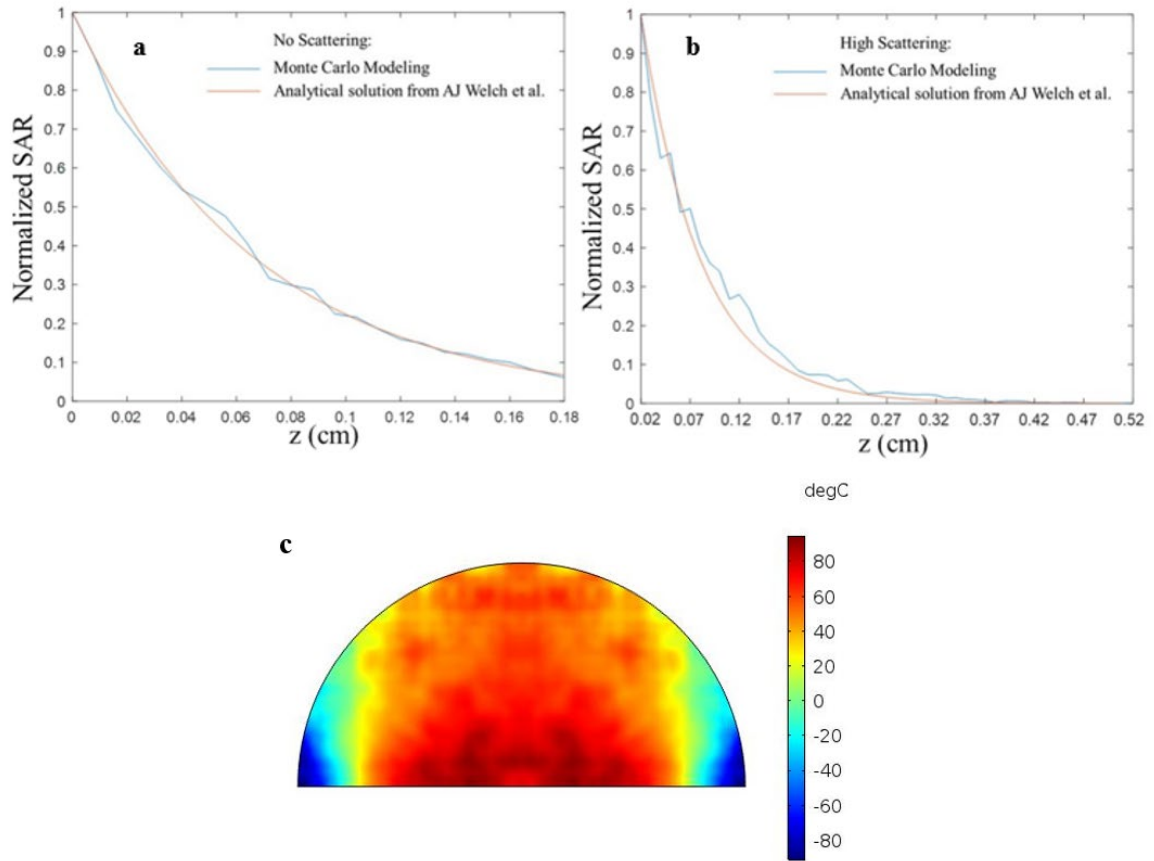 a
No Scattering:
Monte Carlo Modeling
Analytical solution from AJ Welch et al.
Normalized SAR
1
0.9
0.8
0.7
0.6
0.5
0.4
0.3
0.2
0.1
0
0 0.02 0.04 0.06 0.08 0.1 0.12 0.14 0.16 0.18
z (cm)
b
High Scattering:
Monte Carlo Modeling
Analytical solution from AJ Welch et al.
Normalized SAR
1
0.9
0.8
0.7
0.6
0.5
0.4
0.3
0.2
0.1
0
0.02 0.07 0.12 0.17 0.22 0.27 0.32 0.37 0.42 0.47 0.52
z (cm)
c
degC
80
60
40
20
0
-20
-40
-60
-80